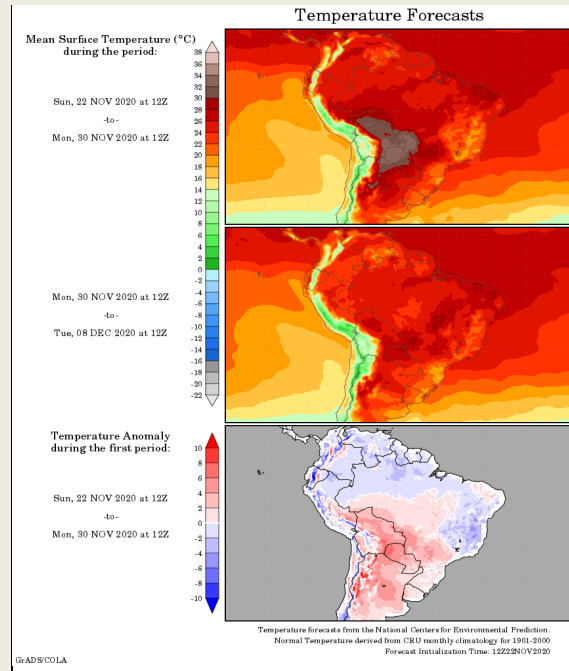 Temperature Forecasts
Mean Surface Temperature (°C)
during the period:
Sun, 22 NOV 2020 at 12Z
-to-
Mon, 30 NOV 2020 at 12Z
38
36
34
32
30
28
26
24
22
20
18
16
14
12
10
8
6
4
2
0
-2
-4
-6
-8
-10
-12
-14
-16
-18
-20
-22
Mon, 30 NOV 2020 at 12Z
-to-
Tue, 08 DEC 2020 at 12Z
Temperature Anomaly
during the first period:
Sun, 22 NOV 2020 at 12Z
-to-
Mon, 30 NOV 2020 at 12Z
10
8
6
4
2
0
-2
-4
-6
-8
-10
Temperature forecasts from the National Centers for Environmental Prediction.
Normal Temperature derived from CRU monthly climatology for 1901-2000
Forecast Initialization Time: 12Z22NOV2020
GrADS/COLA